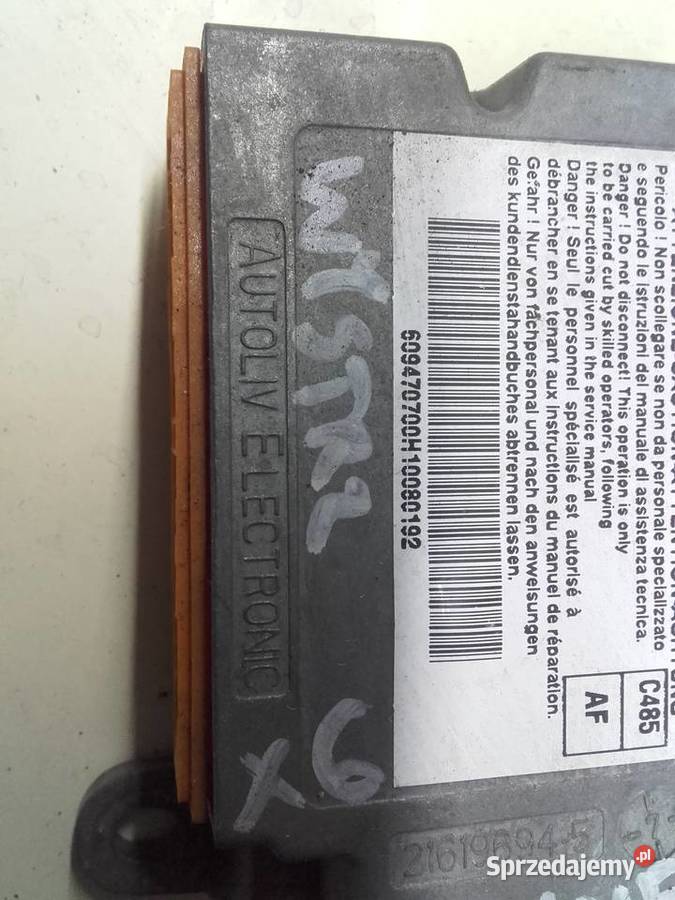 AUTOLIV ELECTRONIC
X6
Pericolo ! Non scollegare se non da personale specializzato
e seguendo le istruzioni del manuale di assistenza tecnica.
Danger ! Do not disconnect! This operation is only
to be carried cut by skilled operators, following
the instructions given in the service manual
Danger ! Seul le personnel spécialisé est autorisé à
débrancher en se tenant aux instructions du manuel de réparation.
Gefahr ! Nur von fachpersonal und nach den anweisungen
des kundendienstahandbuches abtrennen lassen.
609470700H10080192
C485
AF
Sprzedajemy.pl